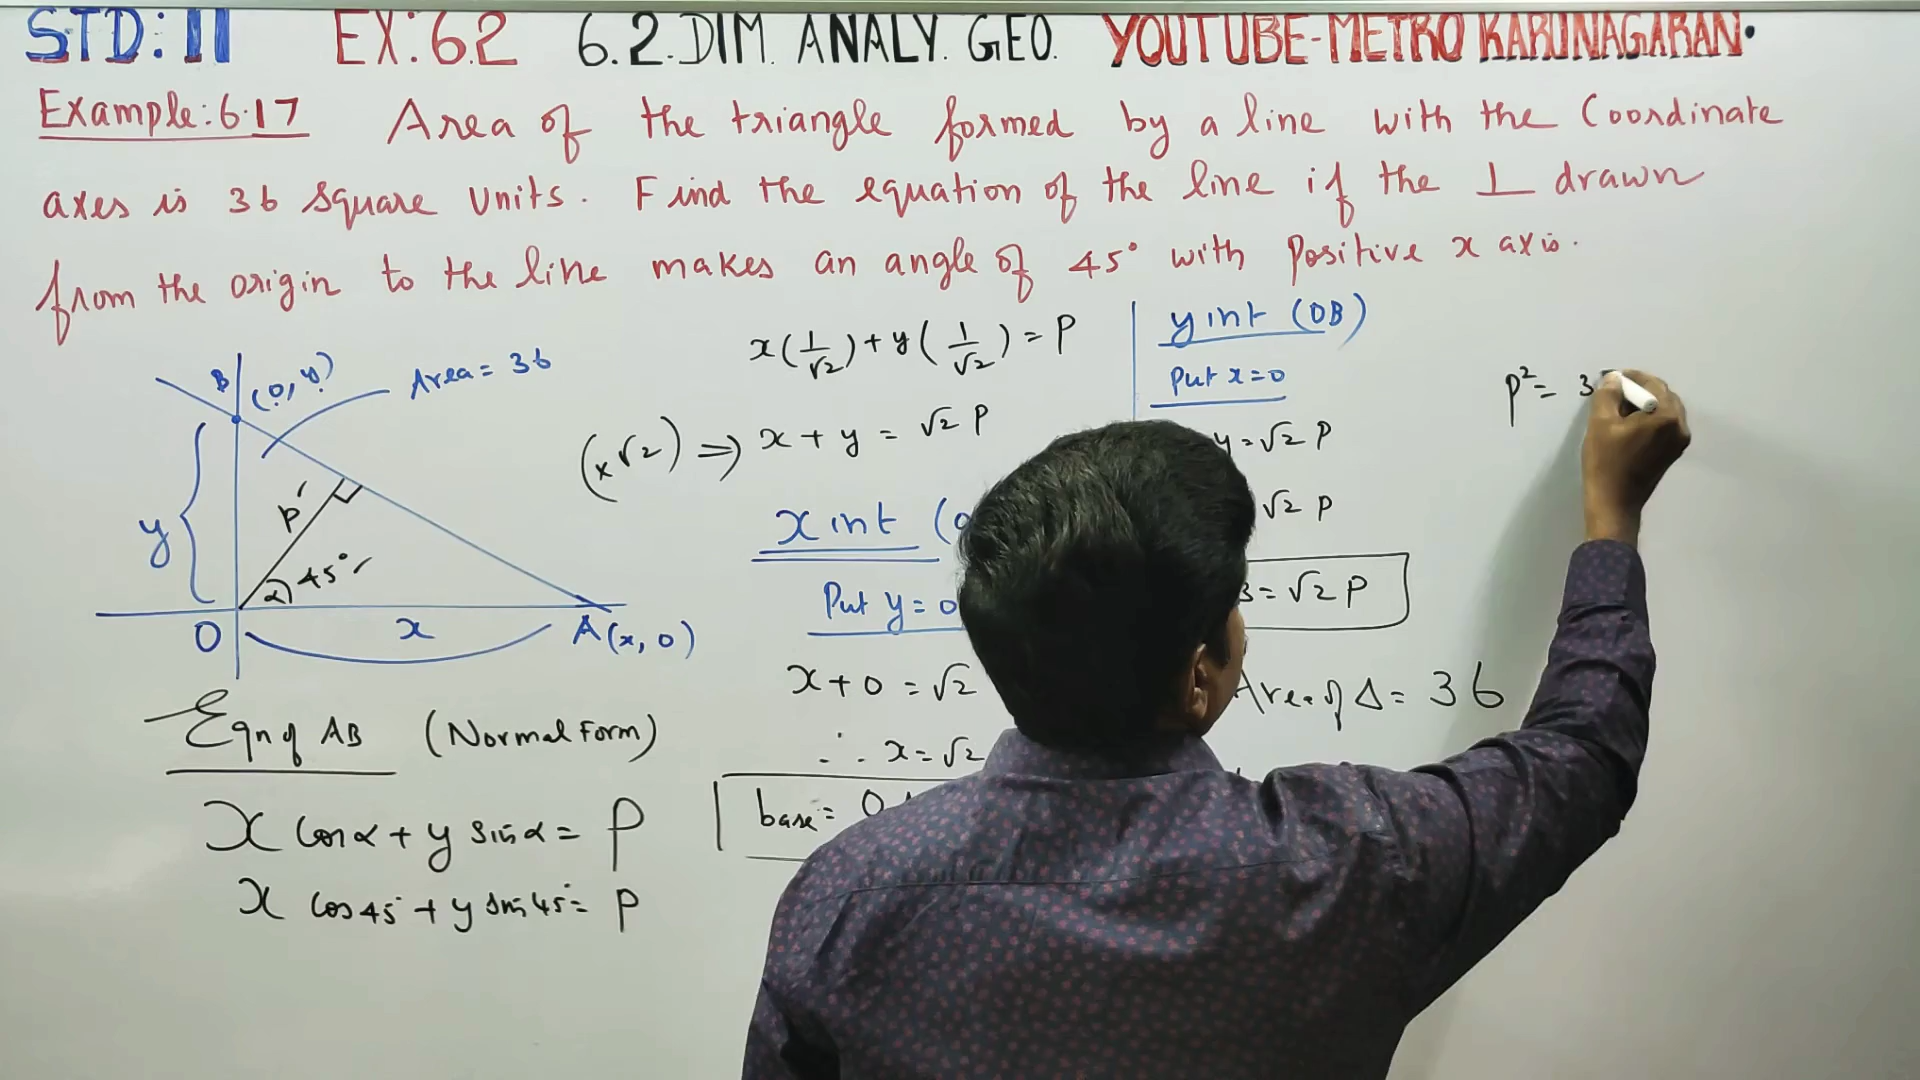 STD: 11 EX: 6.2 6.2. DIM. ANALY. GEO. YOUTUBE-METRO KARUNAGARAN.
Example: 6.17 Area of the triangle formed by a line with the Coordinate
axes is 36 square units. Find the equation of the line if the ⊥ drawn
from the origin to the line makes an angle of 45° with positive x axis.
B (0, y)
Area = 36
y
P
α 45°
O
x
A (x, 0)
Eqn of AB (Normal Form)
x cos α + y sin α = P
x cos 45° + y sin 45° = P
x(1/√2) + y(1/√2) = P
(x √2) ⇒ x + y = √2 P
x int (
Put y = 0
x + 0 = √2
∴ x = √2
base =
y int (OB)
Put x = 0
y = √2 P
√2 P
= √2 P
Area of Δ = 36
P² = 3